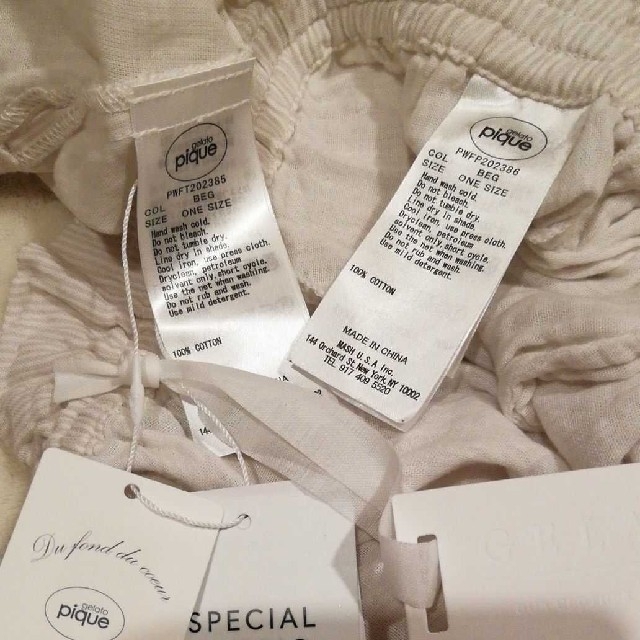 gelato
pique
PWFT202386
COL BEG
SIZE ONE SIZE
Hand wash cold.
Do not bleach.
Do not tumble dry.
Line dry in shade.
Cool iron, use press cloth.
Dryclean, petroleum
solvent only, short cycle.
Use the net when washing.
Do not rub and wash.
Use mild detergent.
100% COTTON
gelato
pique
PWFP202386
COL BEG
SIZE ONE SIZE
Hand wash cold.
Do not bleach.
Do not tumble dry.
Line dry in shade.
Cool iron, use press cloth.
Dryclean, petroleum
solvent only, short cycle.
Use the net when washing.
Do not rub and wash.
Use mild detergent.
100% COTTON
MADE IN CHINA
MASH U.S.A, Inc.
144 Orchard St, New York, NY 10002
TEL 917 409 5520
Du fond du coeur
gelato
pique
SPECIAL